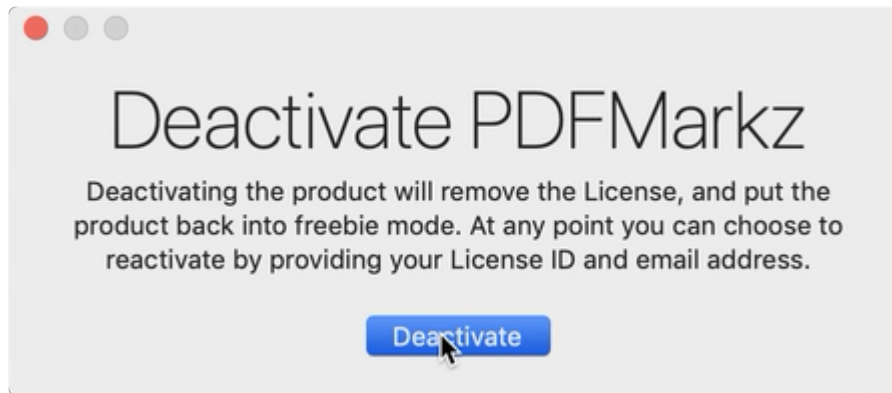 Deactivate PDFMarkz
Deactivating the product will remove the License, and put the
product back into freebie mode. At any point you can choose to
reactivate by providing your License ID and email address.
Deactivate